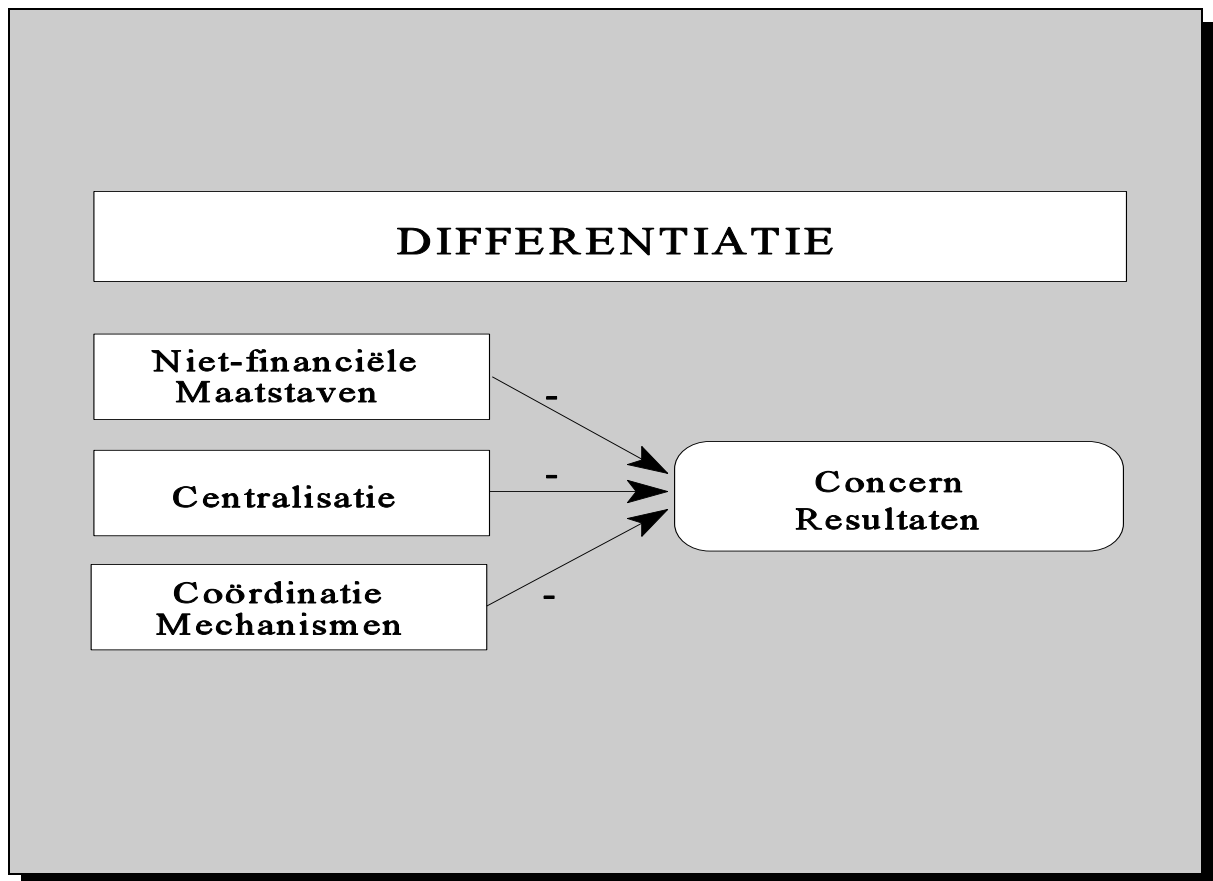 DIFFERENTIATIE
Niet-financiële
Maatstaven
-
Centralisatie
-
Concern
Resultaten
Coördinatie
Mechanismen
-